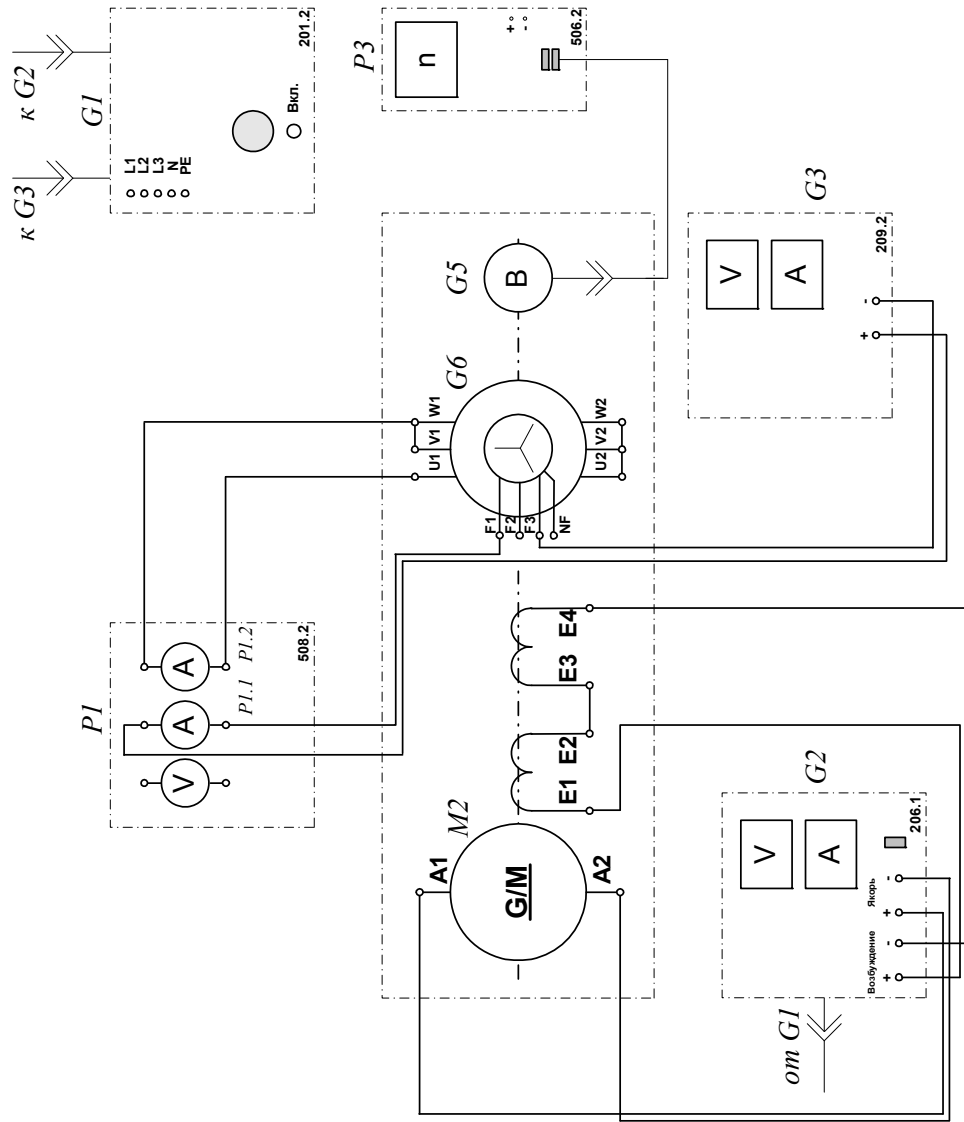 P1
V
A
A
P1.1
P1.2
508.2
к G3
к G2
G1
L1
L2
L3
N
PE
Вкл.
201.2
M2
A1
G/M
A2
E1
E2
E3
E4
F1
F2
F3
NF
G6
U1
V1
W1
U2
V2
W2
G5
B
P3
n
+
-
506.2
от G1
G2
V
A
Возбуждение
Якорь
+
-
+
-
206.1
G3
V
A
+
-
209.2